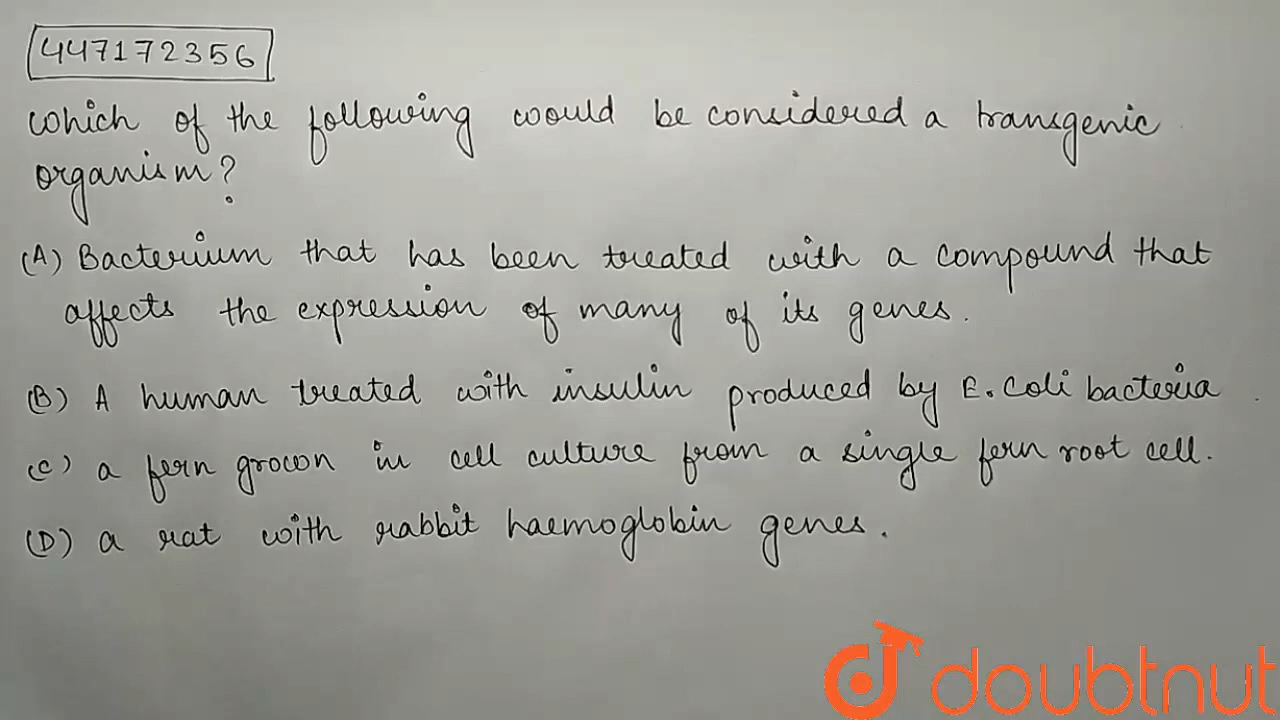 447172356
Which of the following would be considered a transgenic
organism?
(A) Bacterium that has been treated with a compound that
affects the expression of many of its genes.
(B) A human treated with insulin produced by E. Coli bacteria.
(C) a fern grown in cell culture from a single fern root cell.
(D) a rat with rabbit haemoglobin genes.
doubtnut